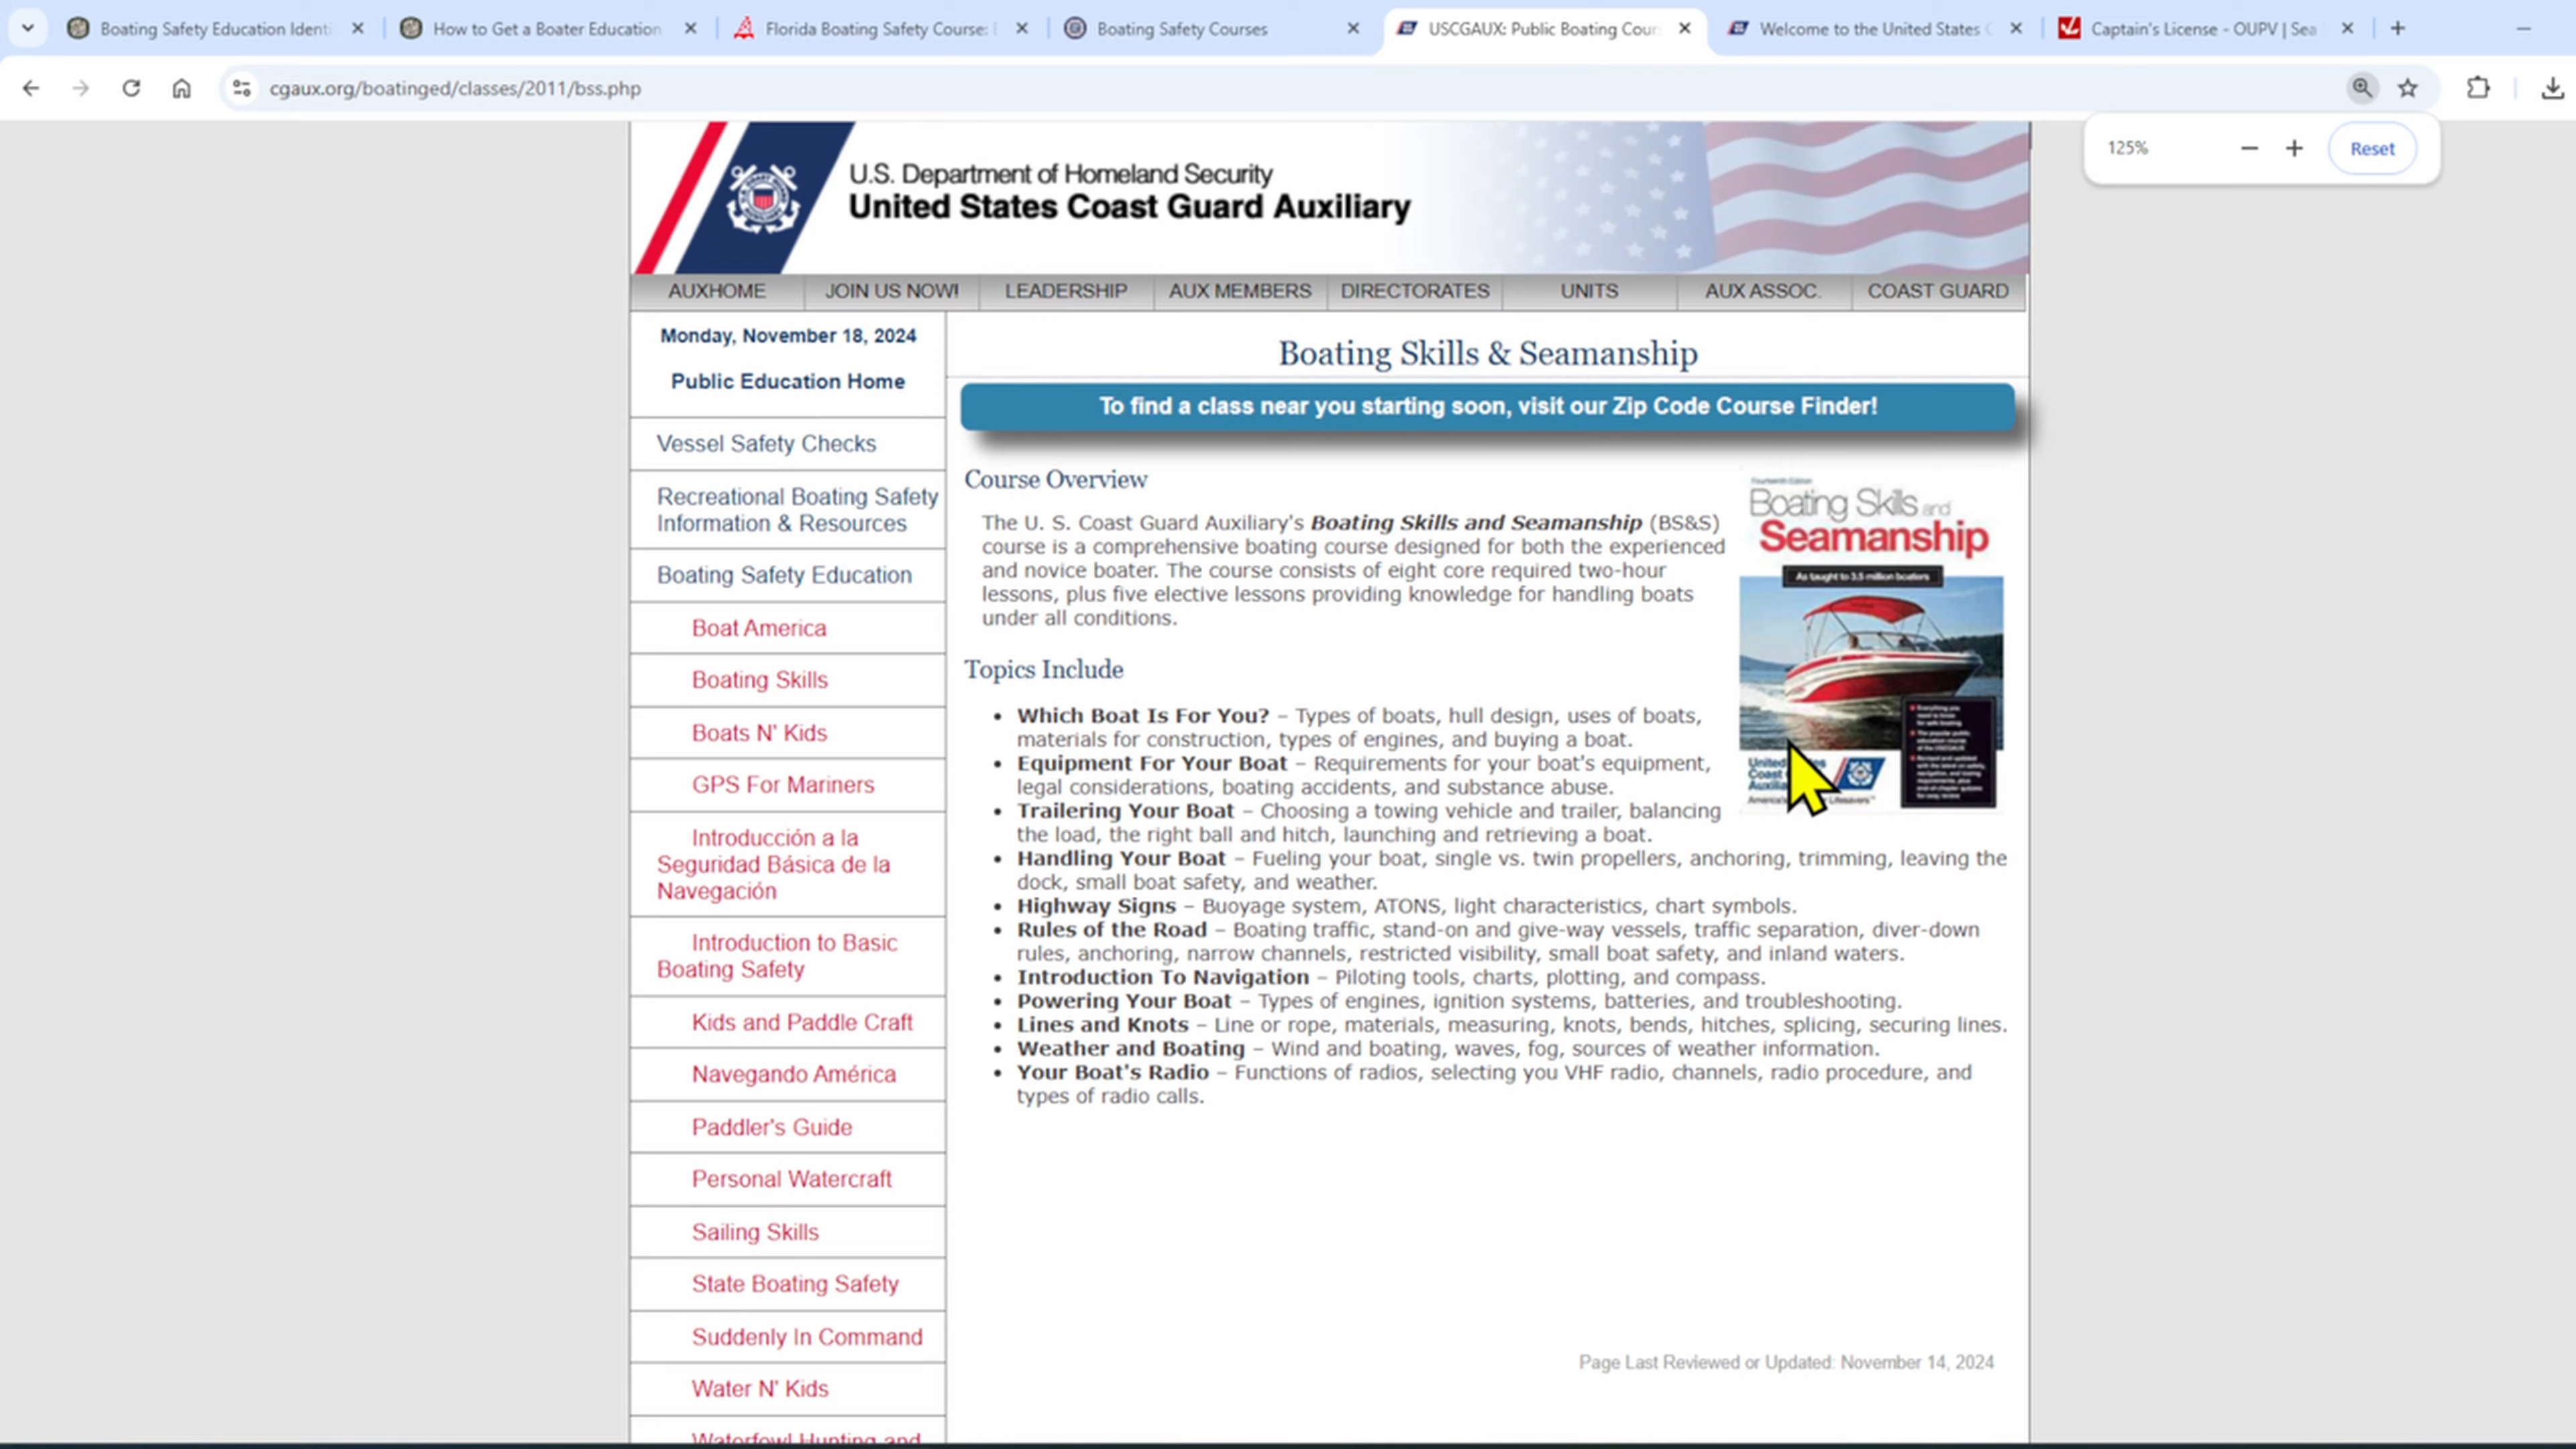 Boating Safety Education Identi
How to Get a Boater Education
Florida Boating Safety Course:
Boating Safety Courses
USCGAUX: Public Boating Cour
Welcome to the United States
Captain's License - OUPV | Sea
cgaux.org/boatinged/classes/2011/bss.php
125%
Reset
U.S. Department of Homeland Security
United States Coast Guard Auxiliary
AUXHOME
JOIN US NOW!
LEADERSHIP
AUX MEMBERS
DIRECTORATES
UNITS
AUX ASSOC.
COAST GUARD
Monday, November 18, 2024
Public Education Home
Vessel Safety Checks
Recreational Boating Safety
Information & Resources
Boating Safety Education
Boat America
Boating Skills
Boats N' Kids
GPS For Mariners
Introducción a la
Seguridad Básica de la
Navegación
Introduction to Basic
Boating Safety
Kids and Paddle Craft
Navegando América
Paddler's Guide
Personal Watercraft
Sailing Skills
State Boating Safety
Suddenly In Command
Water N' Kids
Waterfowl Hunting and
Boating Skills & Seamanship
To find a class near you starting soon, visit our Zip Code Course Finder!
Course Overview
The U. S. Coast Guard Auxiliary's Boating Skills and Seamanship (BS&S)
course is a comprehensive boating course designed for both the experienced
and novice boater. The course consists of eight core required two-hour
lessons, plus five elective lessons providing knowledge for handling boats
under all conditions.
Fourteenth Edition
Boating Skills and
Seamanship
As taught to 3.5 million boaters
United
Coast
Topics Include
• Which Boat Is For You? – Types of boats, hull design, uses of boats,
materials for construction, types of engines, and buying a boat.
• Equipment For Your Boat – Requirements for your boat's equipment,
legal considerations, boating accidents, and substance abuse.
• Trailering Your Boat – Choosing a towing vehicle and trailer, balancing
the load, the right ball and hitch, launching and retrieving a boat.
• Handling Your Boat – Fueling your boat, single vs. twin propellers, anchoring, trimming, leaving the
dock, small boat safety, and weather.
• Highway Signs – Buoyage system, ATONS, light characteristics, chart symbols.
• Rules of the Road – Boating traffic, stand-on and give-way vessels, traffic separation, diver-down
rules, anchoring, narrow channels, restricted visibility, small boat safety, and inland waters.
• Introduction To Navigation – Piloting tools, charts, plotting, and compass.
• Powering Your Boat – Types of engines, ignition systems, batteries, and troubleshooting.
• Lines and Knots – Line or rope, materials, measuring, knots, bends, hitches, splicing, securing lines.
• Weather and Boating – Wind and boating, waves, fog, sources of weather information.
• Your Boat's Radio – Functions of radios, selecting you VHF radio, channels, radio procedure, and
types of radio calls.
Page Last Reviewed or Updated: November 14, 2024